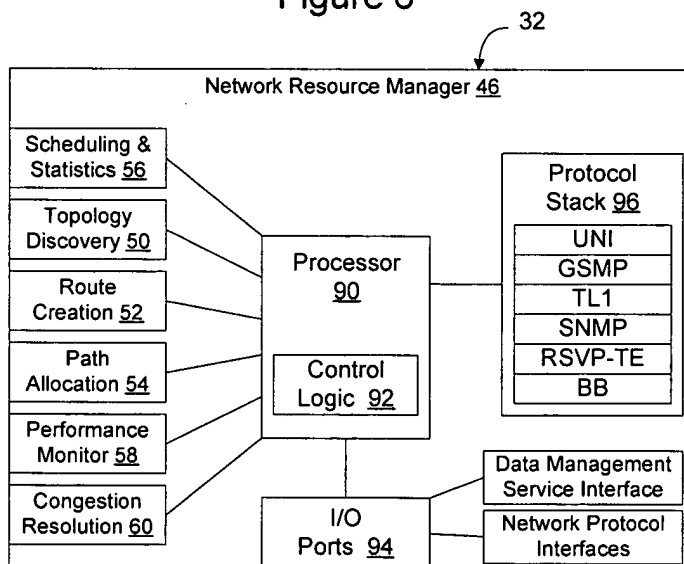 32
Network Resource Manager 46
Scheduling &
Statistics 56
Topology
Discovery 50
Route
Creation 52
Path
Allocation 54
Performance
Monitor 58
Congestion
Resolution 60
Processor
90
Control
Logic 92
I/O
Ports 94
Protocol
Stack 96
UNI
GSMP
TL1
SNMP
RSVP-TE
BB
Data Management
Service Interface
Network Protocol
Interfaces